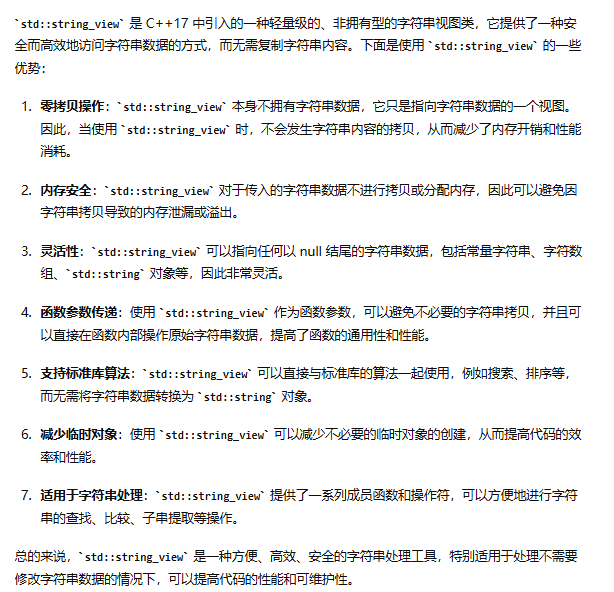 `std::string_view` 是 C++17 中引入的一种轻量级的、非拥有型的字符串视图类，它提供了一种安
全而高效地访问字符串数据的方式，而无需复制字符串内容。下面是使用 `std::string_view` 的一些
优势：
1. 零拷贝操作：`std::string_view` 本身不拥有字符串数据，它只是指向字符串数据的一个视图。
因此，当使用 `std::string_view` 时，不会发生字符串内容的拷贝，从而减少了内存开销和性能
消耗。
2. 内存安全：`std::string_view` 对于传入的字符串数据不进行拷贝或分配内存，因此可以避免因
字符串拷贝导致的内存泄漏或溢出。
3. 灵活性：`std::string_view` 可以指向任何以 null 结尾的字符串数据，包括常量字符串、字符数
组、`std::string` 对象等，因此非常灵活。
4. 函数参数传递：使用 `std::string_view` 作为函数参数，可以避免不必要的字符串拷贝，并且可
以直接在函数内部操作原始字符串数据，提高了函数的通用性和性能。
5. 支持标准库算法：`std::string_view` 可以直接与标准库的算法一起使用，例如搜索、排序等，
而无需将字符串数据转换为 `std::string` 对象。
6. 减少临时对象：使用 `std::string_view` 可以减少不必要的临时对象的创建，从而提高代码的效
率和性能。
7. 适用于字符串处理：`std::string_view` 提供了一系列成员函数和操作符，可以方便地进行字符
串的查找、比较、子串提取等操作。
总的来说，`std::string_view` 是一种方便、高效、安全的字符串处理工具，特别适用于处理不需要
修改字符串数据的情况下，可以提高代码的性能和可维护性。